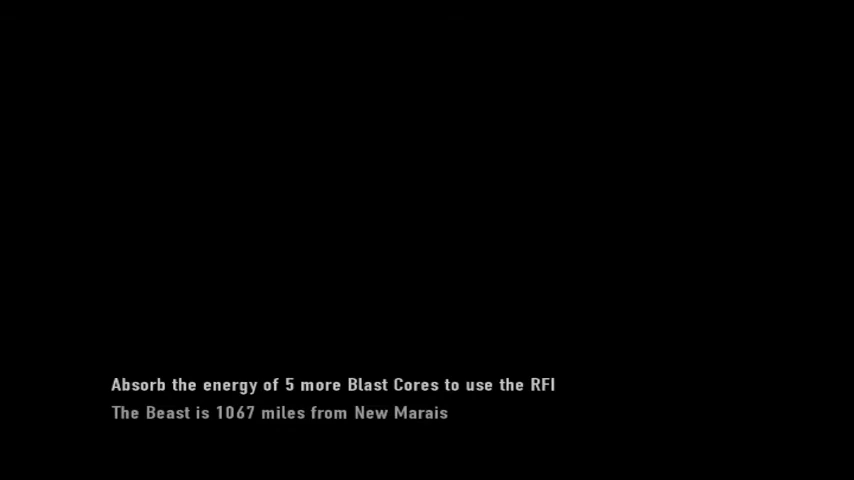 Absorb the energy of 5 more Blast Cores to use the RFI
The Beast is 1067 miles from New Marais